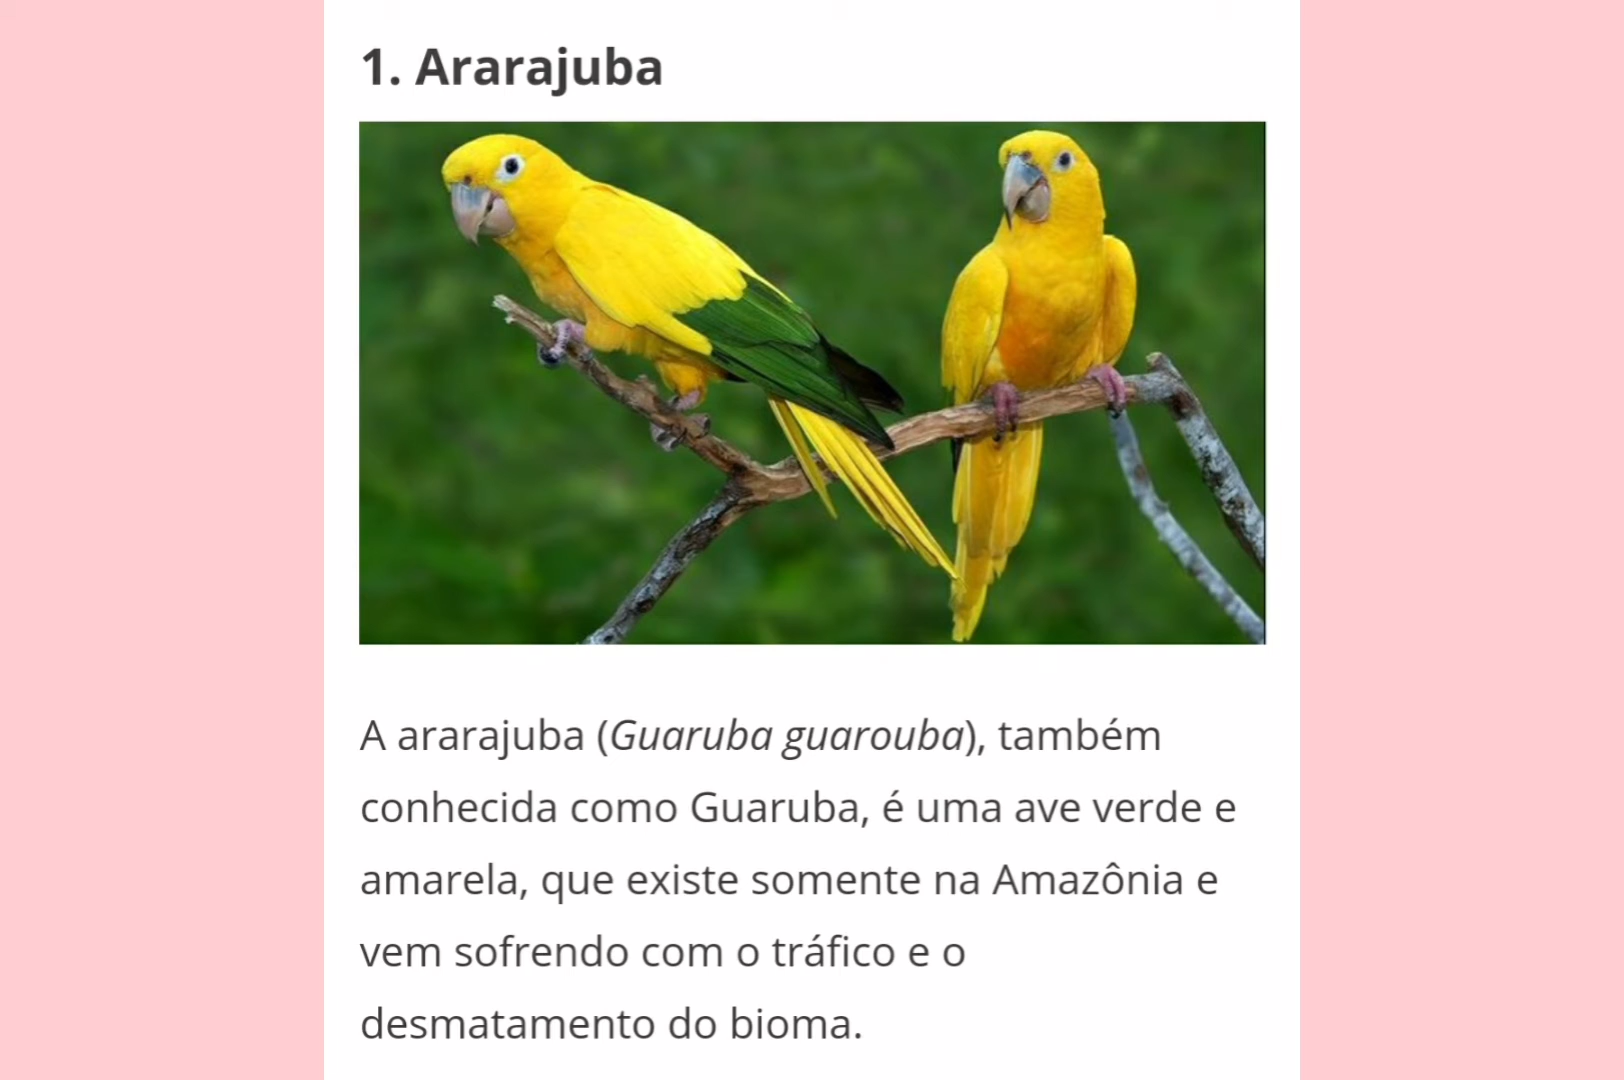 1. Ararajuba
A ararajuba (Guaruba guarouba), também
conhecida como Guaruba, é uma ave verde e
amarela, que existe somente na Amazônia e
vem sofrendo com o tráfico e o
desmatamento do bioma.